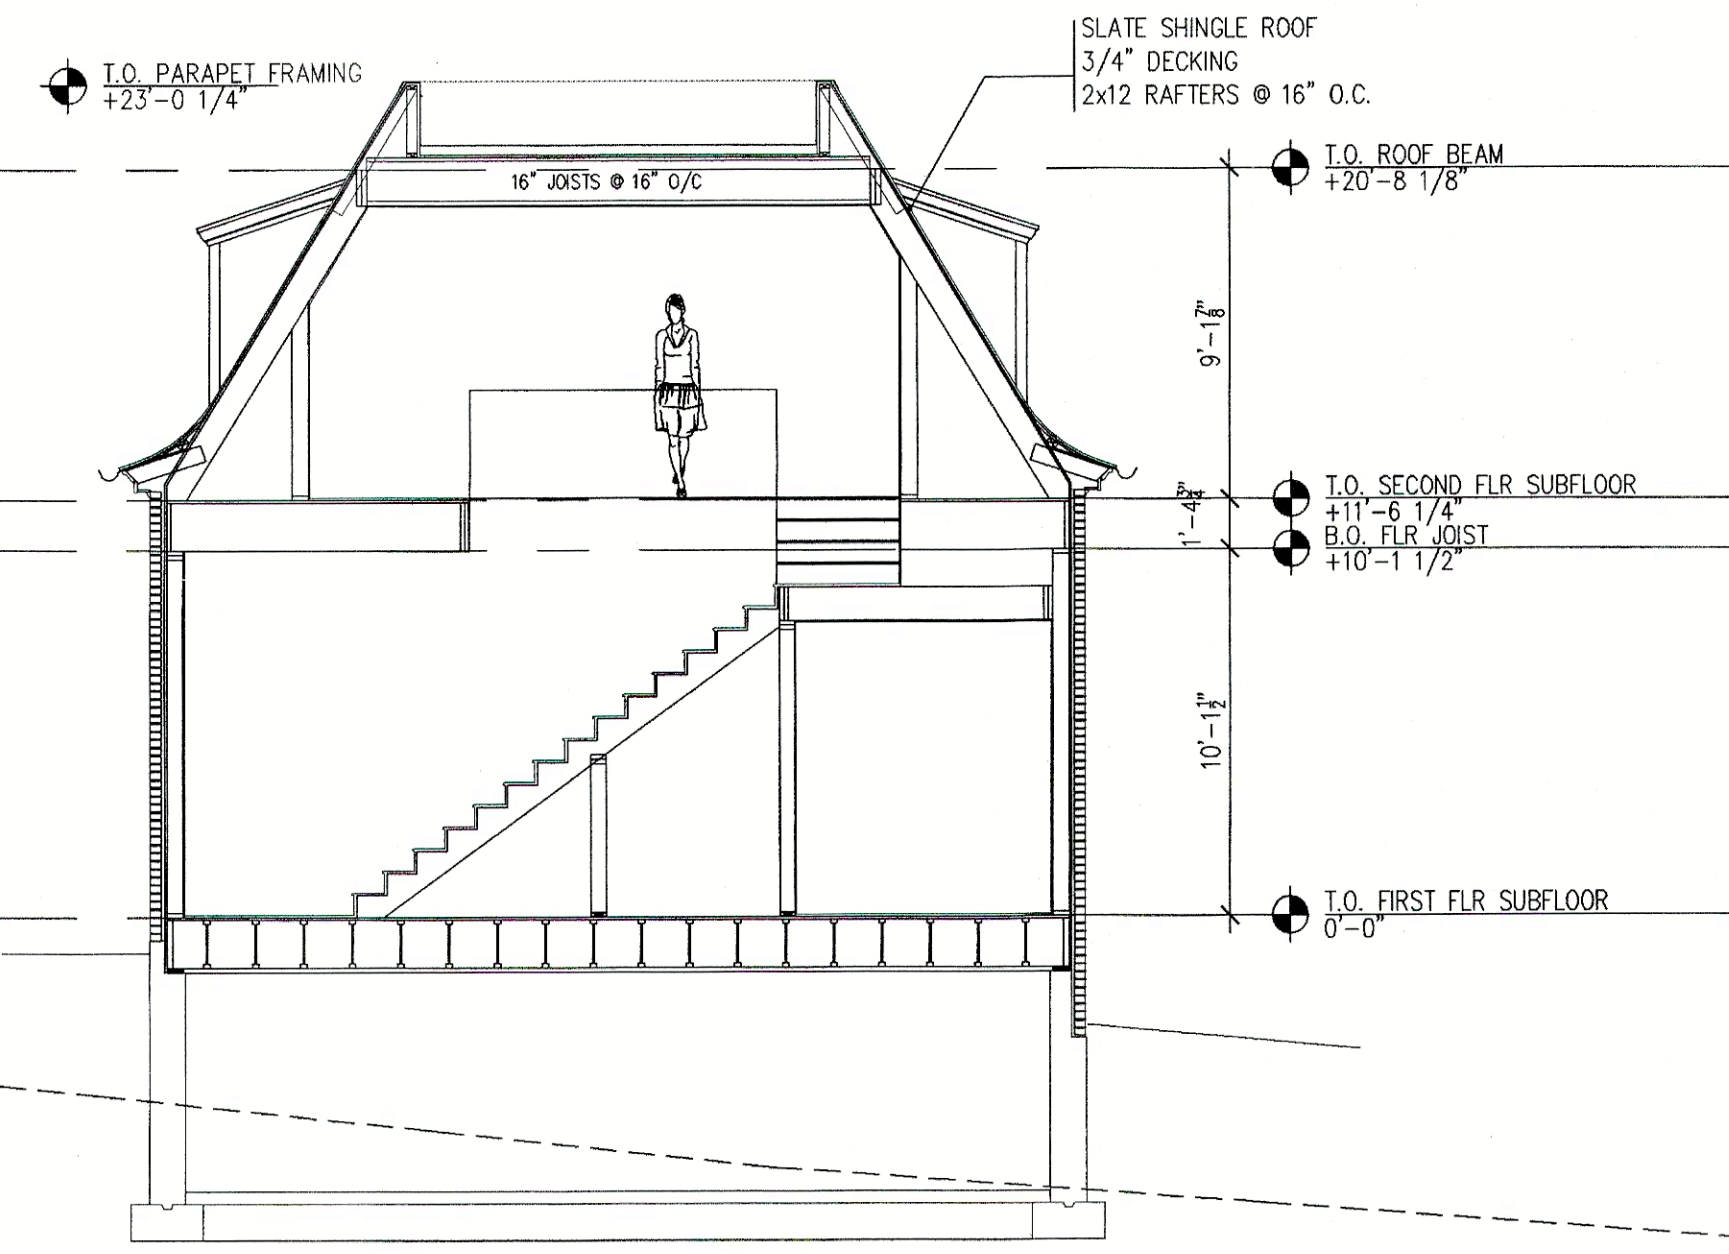 SLATE SHINGLE ROOF
3/4" DECKING
2x12 RAFTERS @ 16" O.C.
T.O. PARAPET FRAMING
+23'-0 1/4"
T.O. ROOF BEAM
+20'-8 1/8"
16" JOISTS @ 16" O/C
9'-1 7/8"
T.O. SECOND FLR SUBFLOOR
+11'-6 1/4"
1'-4 3/4"
B.O. FLR JOIST
+10'-1 1/2"
10'-1 1/2"
T.O. FIRST FLR SUBFLOOR
0'-0"